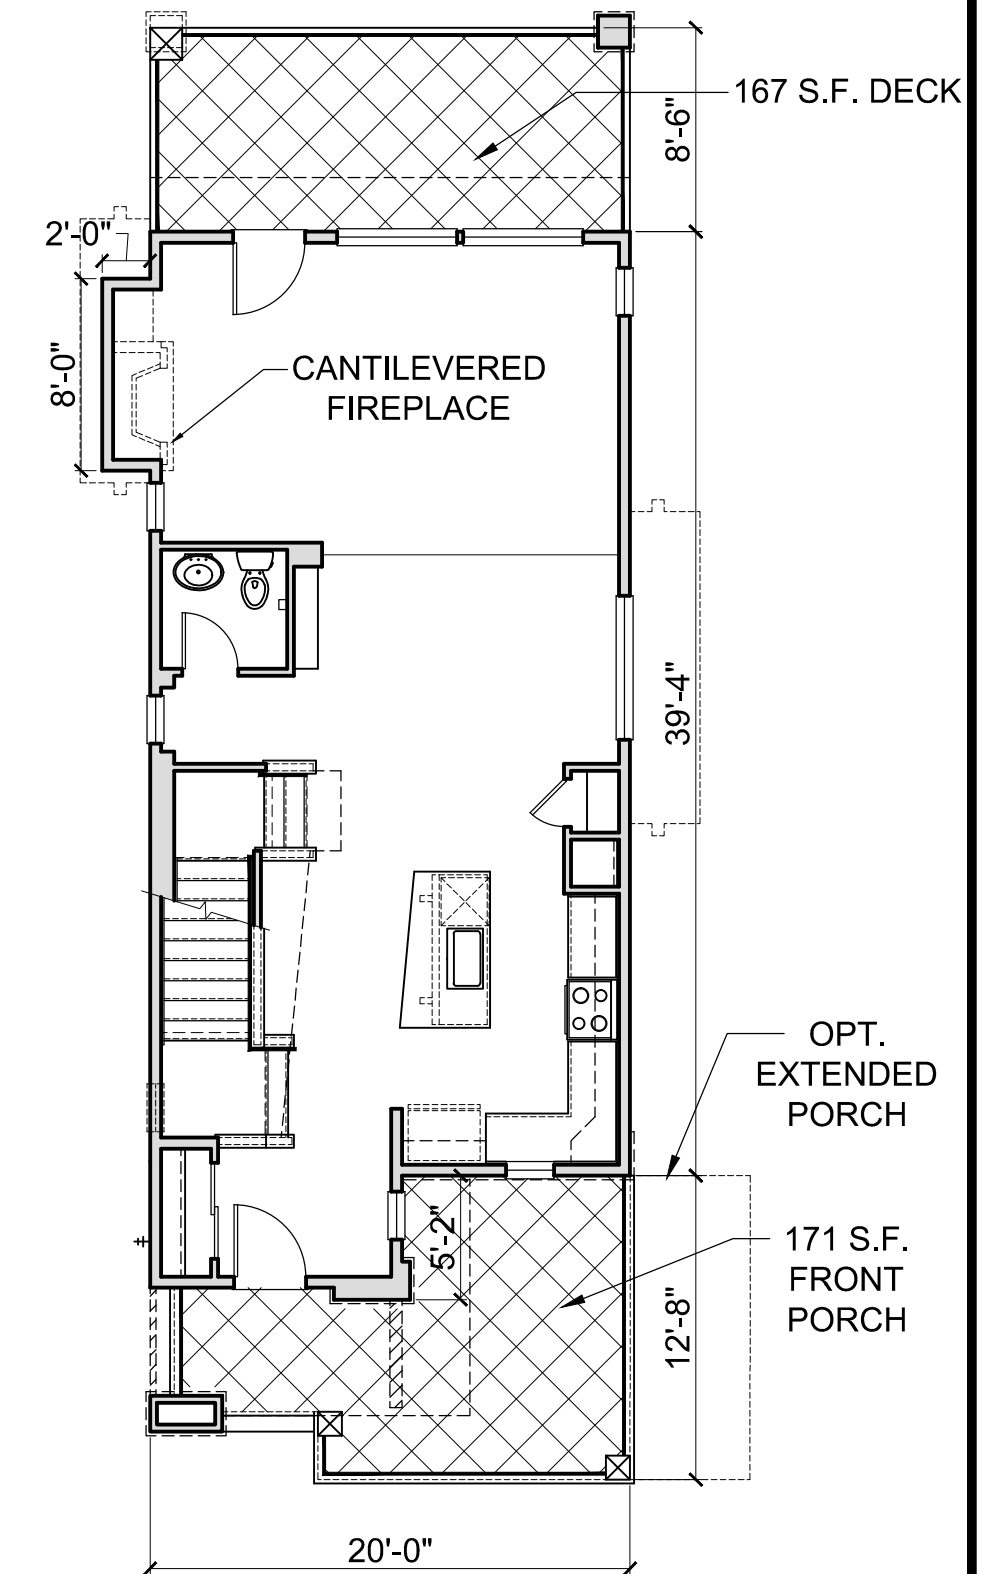 167 S.F. DECK
8'-6"
2'-0"
8'-0"
CANTILEVERED
FIREPLACE
39'-4"
OPT.
EXTENDED
PORCH
5'-2"
171 S.F.
FRONT
PORCH
12'-8"
20'-0"